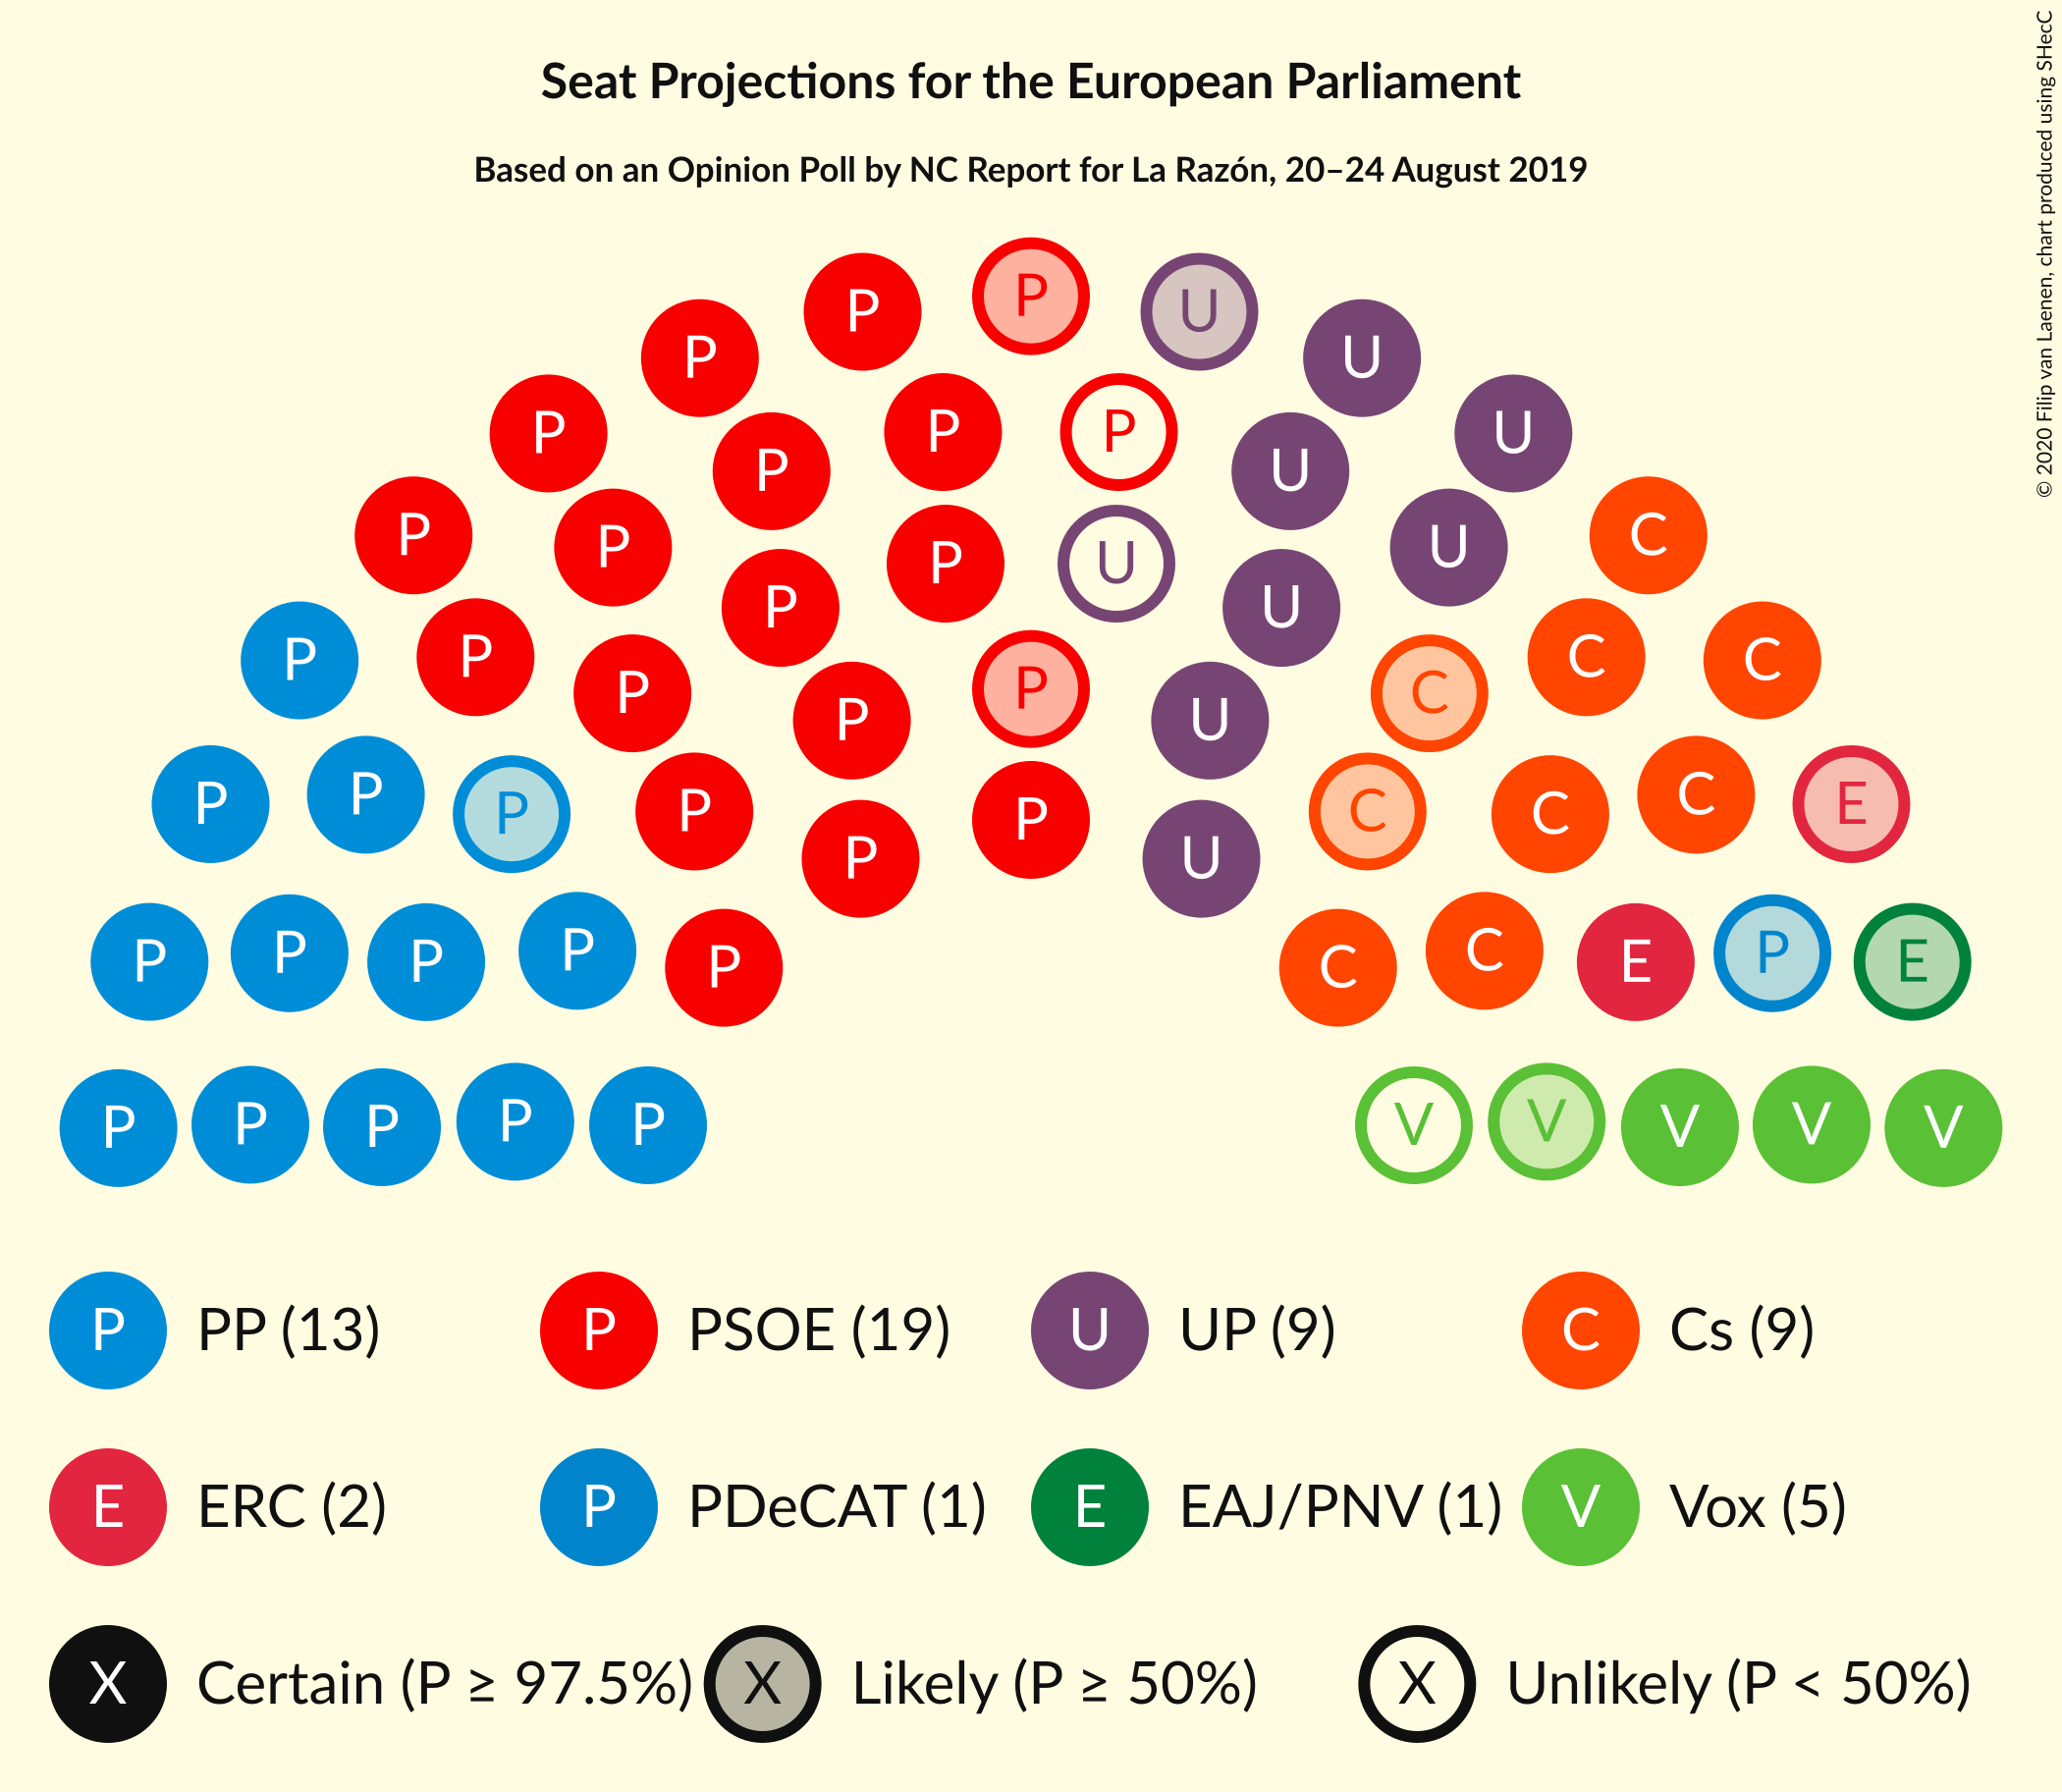 Seat Projections for the European Parliament
Based on an Opinion Poll by NC Report for La Razón, 20–24 August 2019
© 2020 Filip van Laenen, chart produced using SHecC
P
P P U
P U
P P P U
P U
P P U
P P U C
P U
P P C C
P P C
P P U
P P C C
P P C C E
P
P U
P P C C
P P P P C E P E
P P P P P V V V V V
P PP (13) P PSOE (19) U UP (9) C Cs (9)
E ERC (2) P PDeCAT (1) E EAJ/PNV (1) V Vox (5)
X Certain (P ≥ 97.5%) X Likely (P ≥ 50%) X Unlikely (P < 50%)